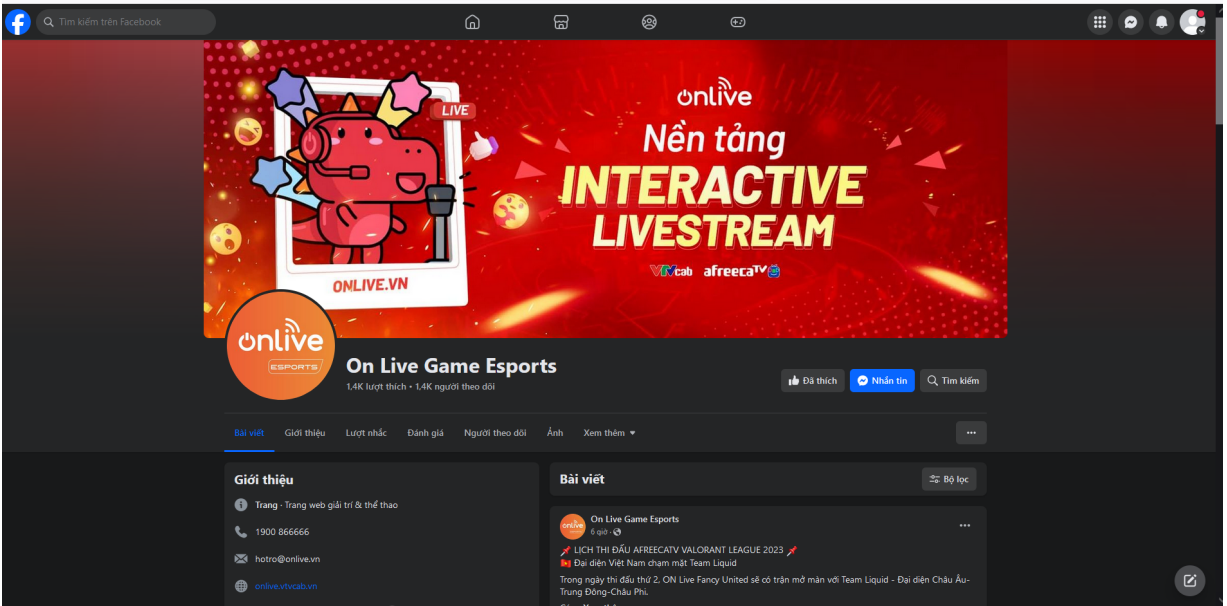 Tìm kiếm trên Facebook
LIVE
ONLIVE.VN
onlive
Nền tảng
INTERACTIVE
LIVESTREAM
VTVcab afreecaTV
onlive
ESPORTS
On Live Game Esports
1,4K lượt thích • 1,4K người theo dõi
Đã thích
Nhắn tin
Tìm kiếm
Bài viết
Giới thiệu
Lượt nhắc
Đánh giá
Người theo dõi
Ảnh
Xem thêm
Giới thiệu
Trang · Trang web giải trí & thể thao
1900 866666
hotro@onlive.vn
onlive.vtvcab.vn
Bài viết
Bộ lọc
onlive
On Live Game Esports
6 giờ ·
LỊCH THI ĐẤU AFREECATV VALORANT LEAGUE 2023
Đại diện Việt Nam chạm mặt Team Liquid
Trong ngày thi đấu thứ 2, ON Live Fancy United sẽ có trận mở màn với Team Liquid - Đại diện Châu Âu-
Trung Đông-Châu Phi.